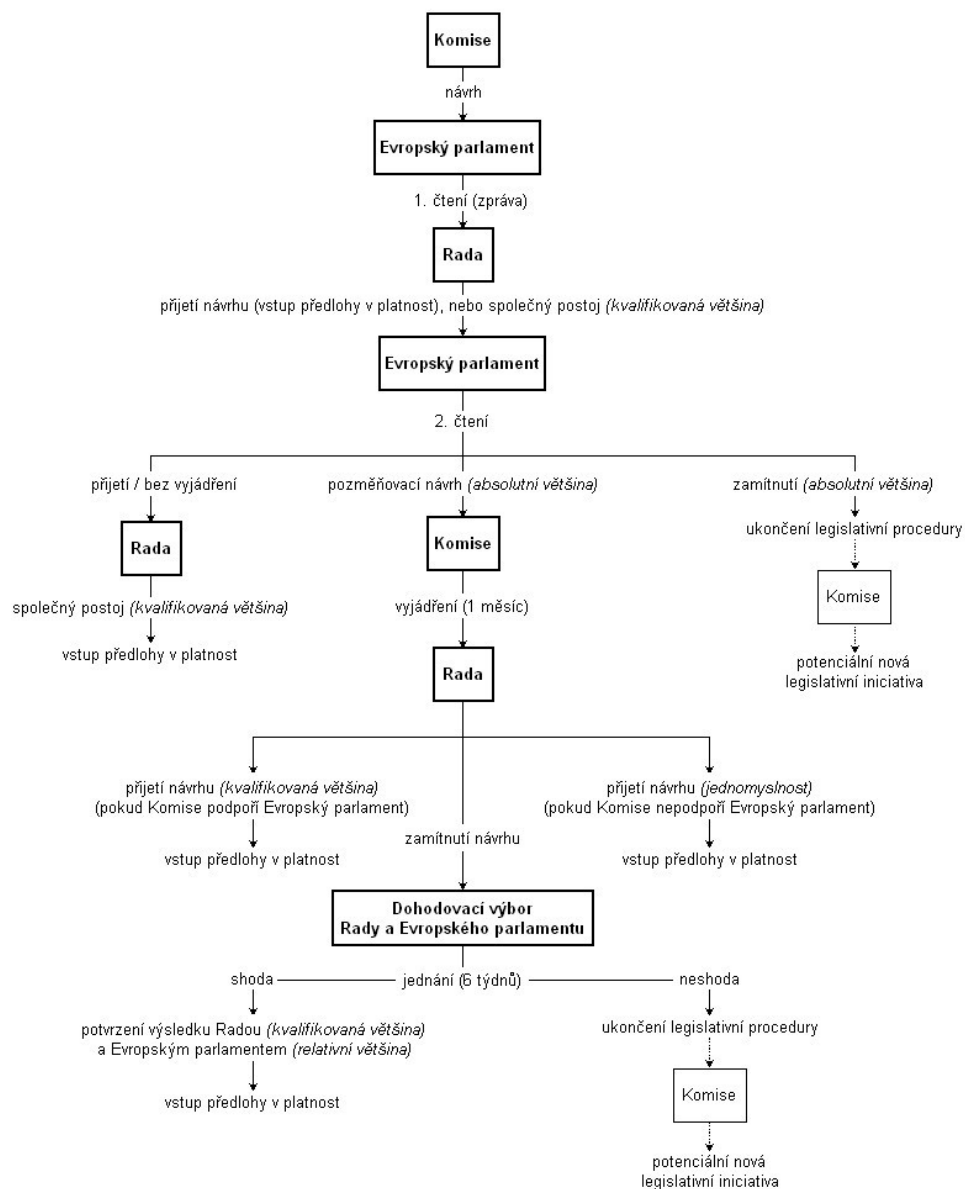 Komise
návrh
Evropský parlament
1. čtení (zpráva)
Rada
přijetí návrhu (vstup předlohy v platnost), nebo společný postoj (kvalifikovaná většina)
Evropský parlament
2. čtení
přijetí / bez vyjádření
pozměňovací návrh (absolutní většina)
zamítnutí (absolutní většina)
Rada
Komise
ukončení legislativní procedury
společný postoj (kvalifikovaná většina)
vyjádření (1 měsíc)
Komise
vstup předlohy v platnost
Rada
potenciální nová
legislativní iniciativa
přijetí návrhu (kvalifikovaná většina)
(pokud Komise podpoří Evropský parlament)
přijetí návrhu (jednomyslnost)
(pokud Komise nepodpoří Evropský parlament)
zamítnutí návrhu
vstup předlohy v platnost
vstup předlohy v platnost
Dohodovací výbor
Rady a Evropského parlamentu
shoda
jednání (6 týdnů)
neshoda
potvrzení výsledku Radou (kvalifikovaná většina)
a Evropským parlamentem (relativní většina)
ukončení legislativní procedury
vstup předlohy v platnost
Komise
potenciální nová
legislativní iniciativa